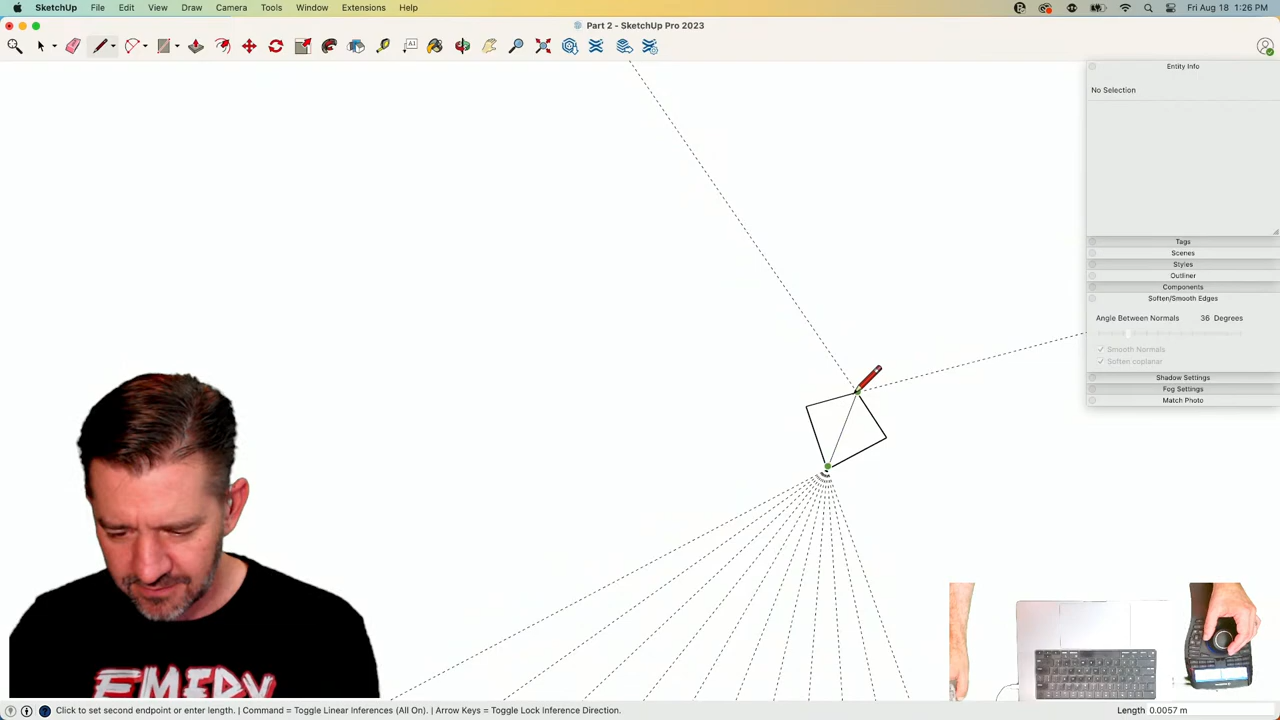 SketchUp File Edit View Draw Camera Tools Window Extensions Help
Fri Aug 18 1:26 PM
Part 2 - SketchUp Pro 2023
Entity Info
No Selection
Tags
Scenes
Styles
Outliner
Components
Soften/Smooth Edges
Angle Between Normals 36 Degrees
Smooth Normals
Soften coplanar
Shadow Settings
Fog Settings
Match Photo
EMERY
Click to set second endpoint or enter length. | Command = Toggle Linear Inferences (All On). | Arrow Keys = Toggle Lock Inference Direction.
Length 0.0057 m